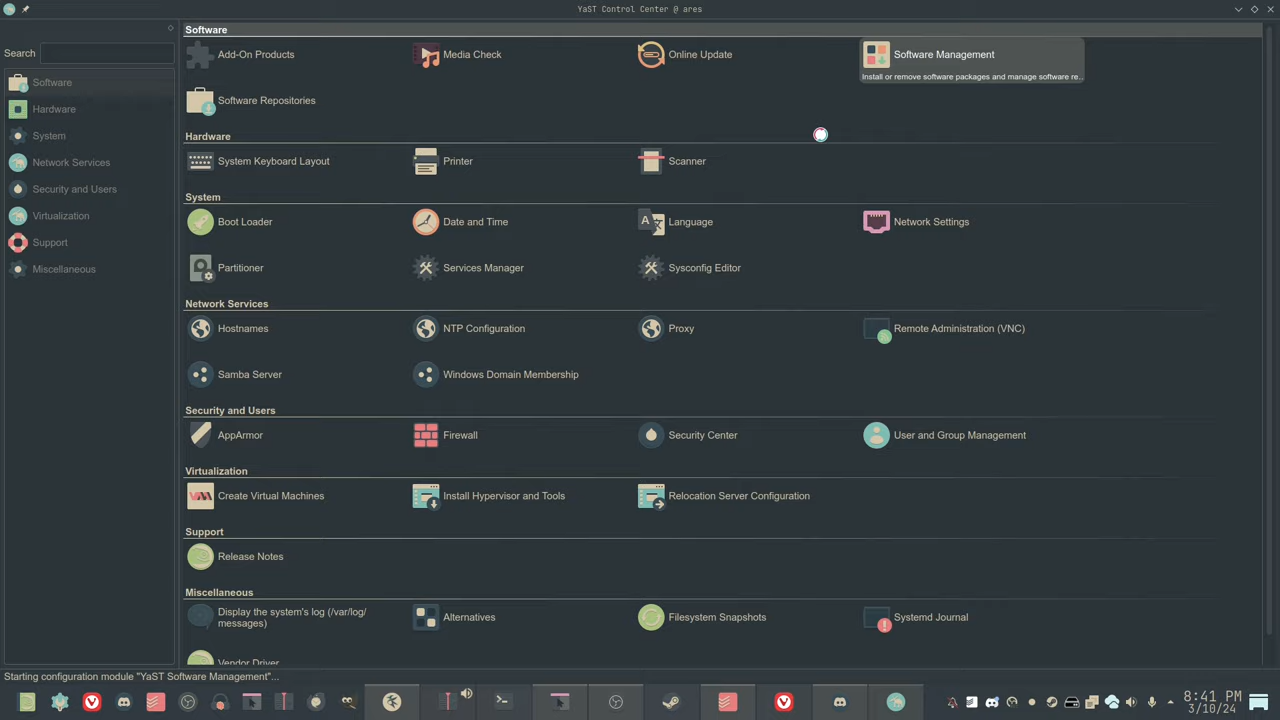 YaST Control Center @ ares
Search
Software
Hardware
System
Network Services
Security and Users
Virtualization
Support
Miscellaneous
Software
Add-On Products
Media Check
Online Update
Software Management
Install or remove software packages and manage software re..
Software Repositories
Hardware
System Keyboard Layout
Printer
Scanner
System
Boot Loader
Date and Time
Language
Network Settings
Partitioner
Services Manager
Sysconfig Editor
Network Services
Hostnames
NTP Configuration
Proxy
Remote Administration (VNC)
Samba Server
Windows Domain Membership
Security and Users
AppArmor
Firewall
Security Center
User and Group Management
Virtualization
Create Virtual Machines
Install Hypervisor and Tools
Relocation Server Configuration
Support
Release Notes
Miscellaneous
Display the system's log (/var/log/
messages)
Alternatives
Filesystem Snapshots
Systemd Journal
Vendor Driver
Starting configuration module "YaST Software Management"...
8:41 PM
3/10/24